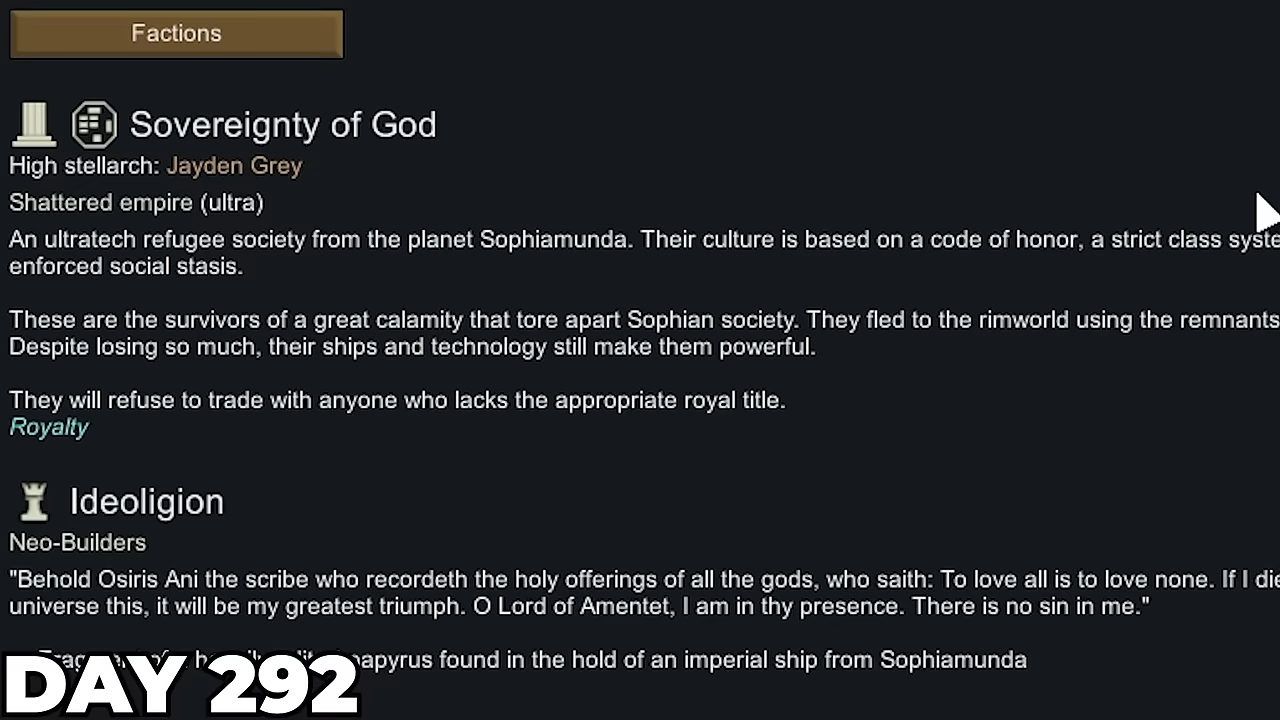 Factions
Sovereignty of God
High stellarch: Jayden Grey
Shattered empire (ultra)
An ultratech refugee society from the planet Sophiamunda. Their culture is based on a code of honor, a strict class syste
enforced social stasis.
These are the survivors of a great calamity that tore apart Sophian society. They fled to the rimworld using the remnants
Despite losing so much, their ships and technology still make them powerful.
They will refuse to trade with anyone who lacks the appropriate royal title.
Royalty
Ideoligion
Neo-Builders
"Behold Osiris Ani the scribe who recordeth the holy offerings of all the gods, who saith: To love all is to love none. If I die
universe this, it will be my greatest triumph. O Lord of Amentet, I am in thy presence. There is no sin in me."
papyrus found in the hold of an imperial ship from Sophiamunda
DAY 292